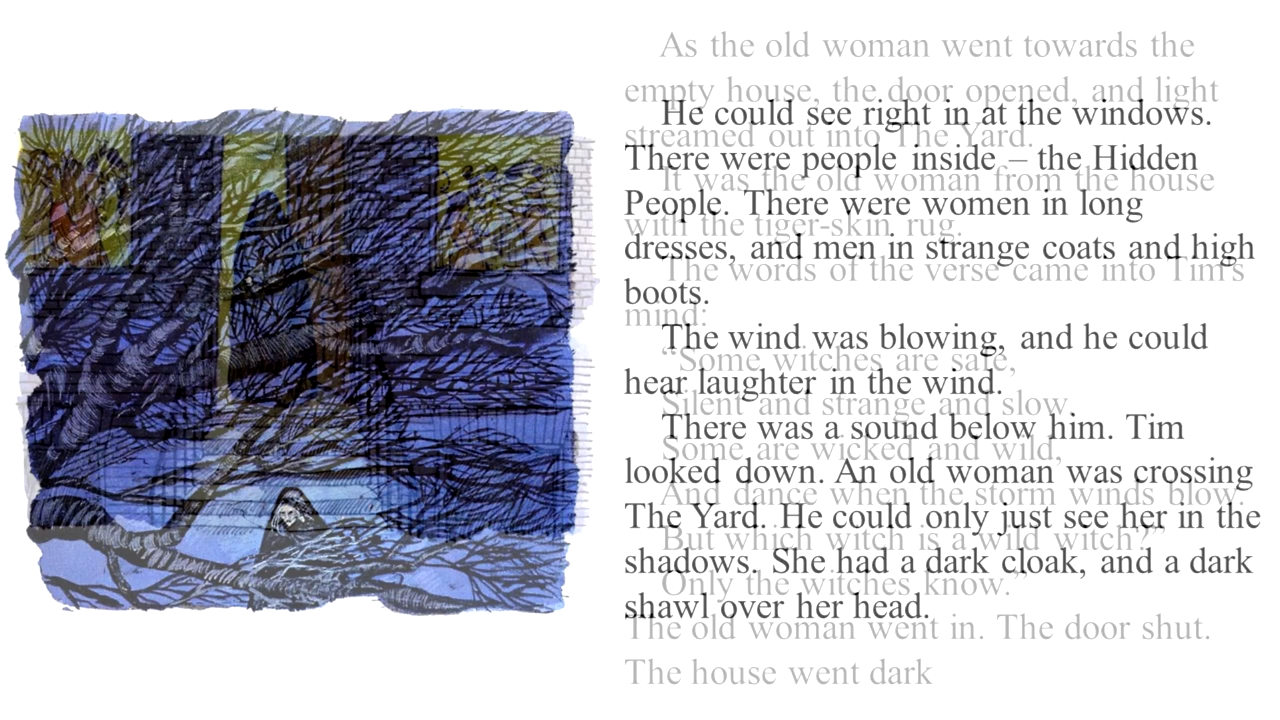 As the old woman went towards the
empty house, the door opened, and light
streamed out into The Yard.
It was the old woman from the house
with the tiger-skin rug.
The words of the verse came into Tim's
mind:
“Some witches are safe,
Silent and strange and slow.
Some are wicked and wild,
And dance when the storm winds blow.
But which witch is a wild witch?”
Only the witches know.”
The old woman went in. The door shut.
The house went dark
He could see right in at the windows.
There were people inside – the Hidden
People. There were women in long
dresses, and men in strange coats and high
boots.
The wind was blowing, and he could
hear laughter in the wind.
There was a sound below him. Tim
looked down. An old woman was crossing
The Yard. He could only just see her in the
shadows. She had a dark cloak, and a dark
shawl over her head.